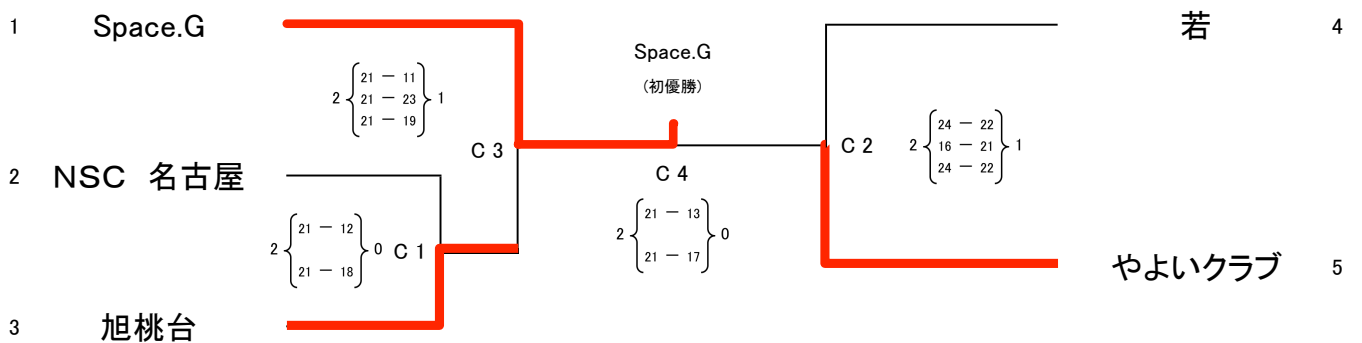 1 Space.G
Space.G
(初優勝)
若 4
2 21 － 11 1
21 － 23
21 － 19
C 3
C 2
2 24 － 22 1
16 － 21
24 － 22
2 NSC 名古屋
C 4
2 21 － 12 0
21 － 18
C 1
2 21 － 13 0
21 － 17
やよいクラブ 5
3 旭桃台